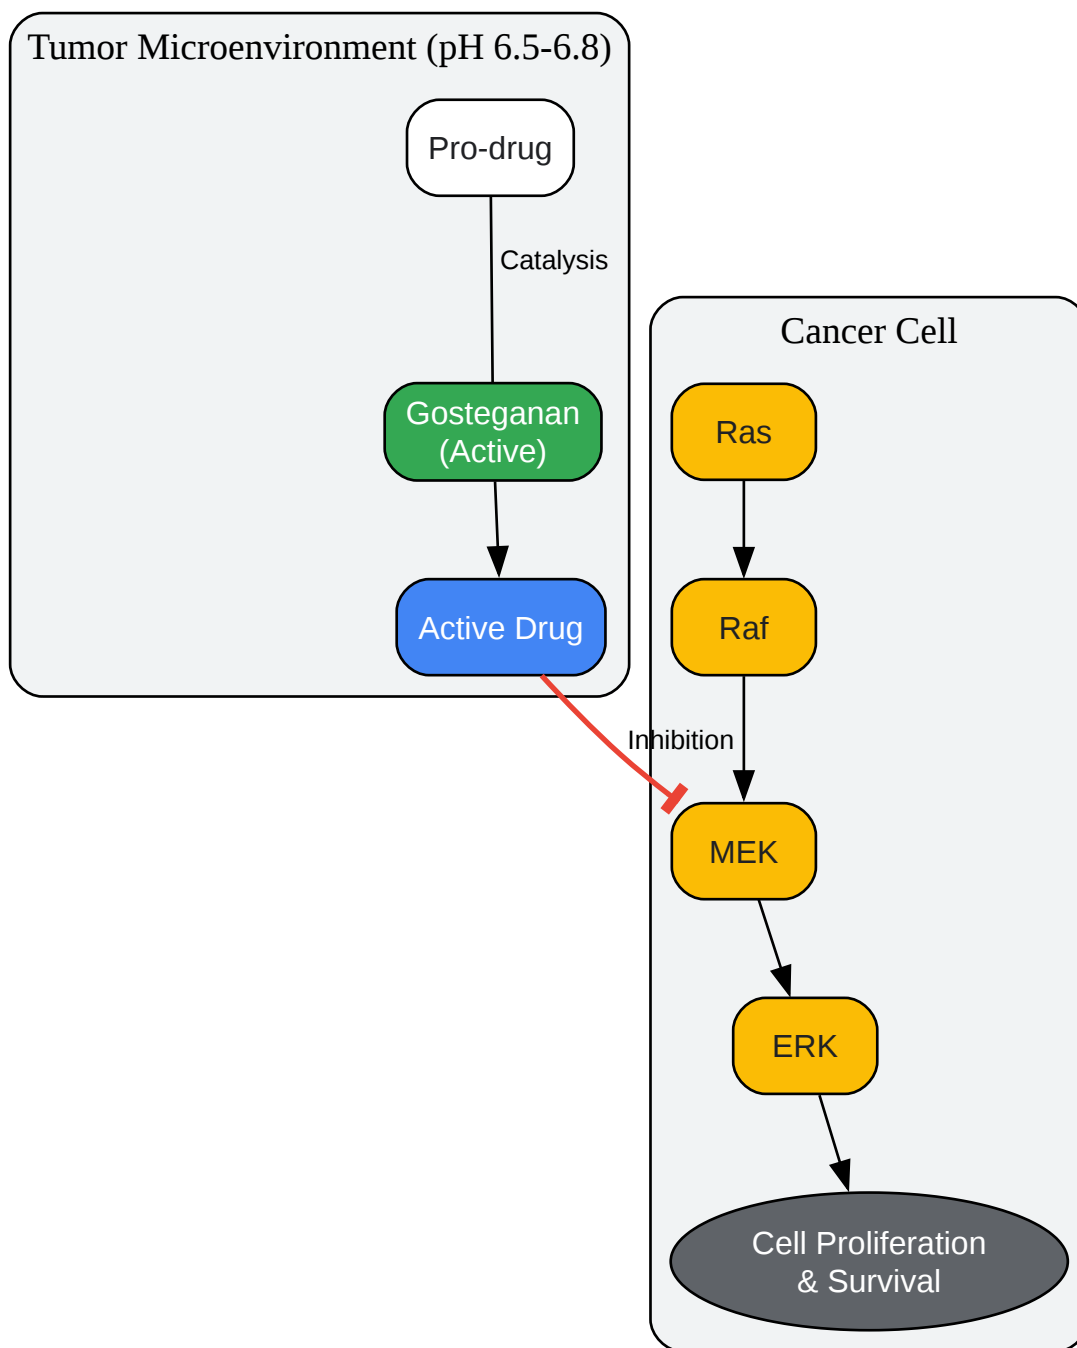 Tumor Microenvironment (pH 6.5-6.8)
Pro-drug
Catalysis
Gosteganan
(Active)
Active Drug
Inhibition
Cancer Cell
Ras
Raf
MEK
ERK
Cell Proliferation
& Survival